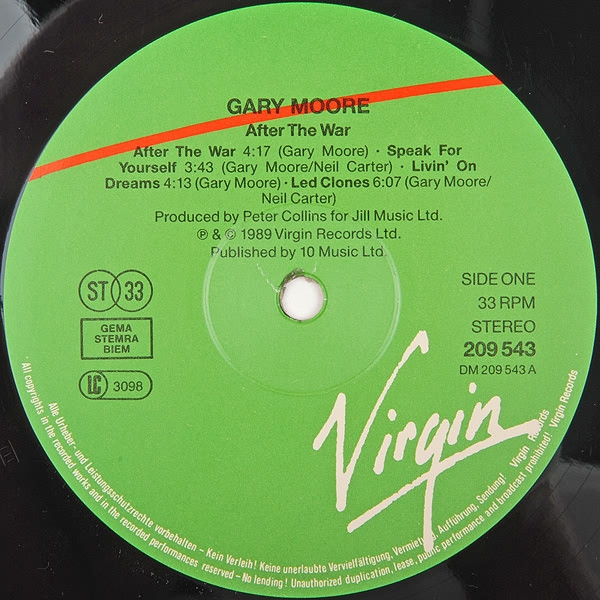 GARY MOORE
After The War
After The War 4:17 (Gary Moore) · Speak For
Yourself 3:43 (Gary Moore/Neil Carter) · Livin' On
Dreams 4:13 (Gary Moore) · Led Clones 6:07 (Gary Moore/
Neil Carter)
Produced by Peter Collins for Jill Music Ltd.
℗ & © 1989 Virgin Records Ltd.
Published by 10 Music Ltd.
ST 33
GEMA
STEMRA
BIEM
LC 3098
SIDE ONE
33 RPM
STEREO
209 543
DM 209 543 A
Virgin
Alle Urheber- und Leistungsschutzrechte vorbehalten – Kein Verleih! Keine unerlaubte Vervielfältigung, Vermietung, Aufführung, Sendung! Virgin Records
All copyrights in the recorded works and in the recorded performances reserved – No lending! Unauthorized duplication, lease, public performance and broadcast prohibited! Virgin Records